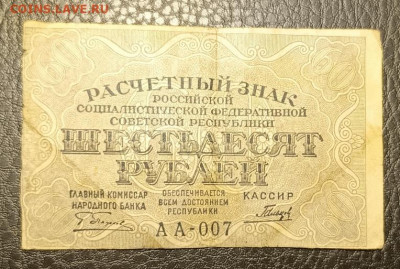 COINS.LAVE.RU
РАСЧЕТНЫЙ ЗНАК
РОССИЙСКОЙ
СОЦИАЛИСТИЧЕСКОЙ ФЕДЕРАТИВНОЙ
СОВЕТСКОЙ РЕСПУБЛИКИ
ШЕСТЬДЕСЯТ
РУБЛЕЙ
ГЛАВНЫЙ КОМИССАР
НАРОДНОГО БАНКА
ОБЕСПЕЧИВАЕТСЯ
ВСЕМ ДОСТОЯНИЕМ
РЕСПУБЛИКИ
КАССИР
АА-007